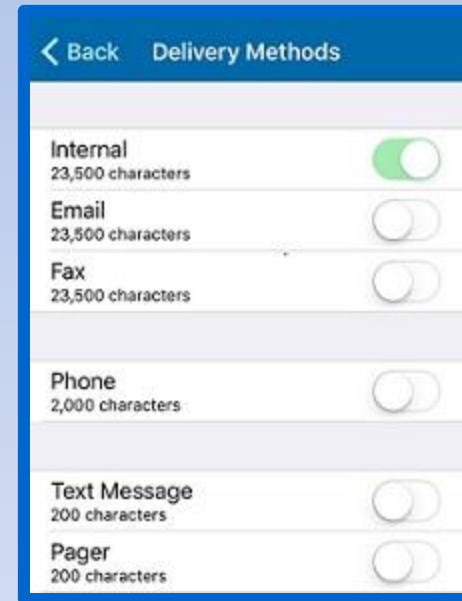 Back Delivery Methods
Internal
23,500 characters
Email
23,500 characters
Fax
23,500 characters
Phone
2,000 characters
Text Message
200 characters
Pager
200 characters